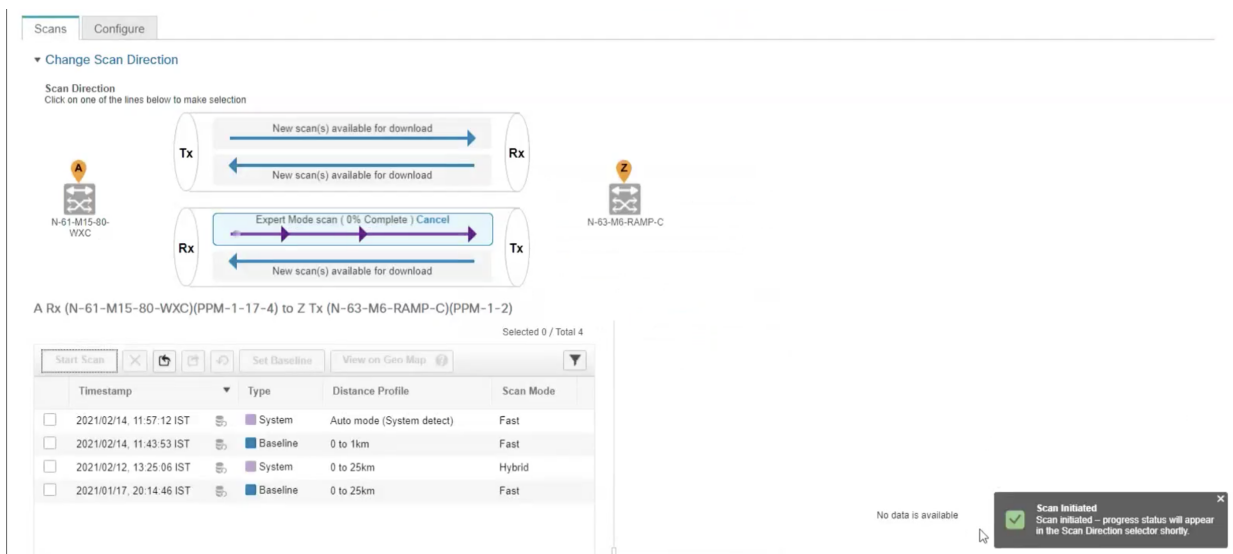 Scans Configure
Change Scan Direction
Scan Direction
Click on one of the lines below to make selection
New scan(s) available for download
Tx Rx
New scan(s) available for download
A Z
N-61-M15-80-
WXC
N-63-M6-RAMP-C
Expert Mode scan ( 0% Complete ) Cancel
Rx Tx
New scan(s) available for download
A Rx (N-61-M15-80-WXC)(PPM-1-17-4) to Z Tx (N-63-M6-RAMP-C)(PPM-1-2)
Selected 0 / Total 4
Start Scan Set Baseline View on Geo Map ?
Timestamp Type Distance Profile Scan Mode
2021/02/14, 11:57:12 IST System Auto mode (System detect) Fast
2021/02/14, 11:43:53 IST Baseline 0 to 1km Fast
2021/02/12, 13:25:06 IST System 0 to 25km Hybrid
2021/01/17, 20:14:46 IST Baseline 0 to 25km Fast
No data is available
Scan Initiated
Scan initiated – progress status will appear
in the Scan Direction selector shortly.